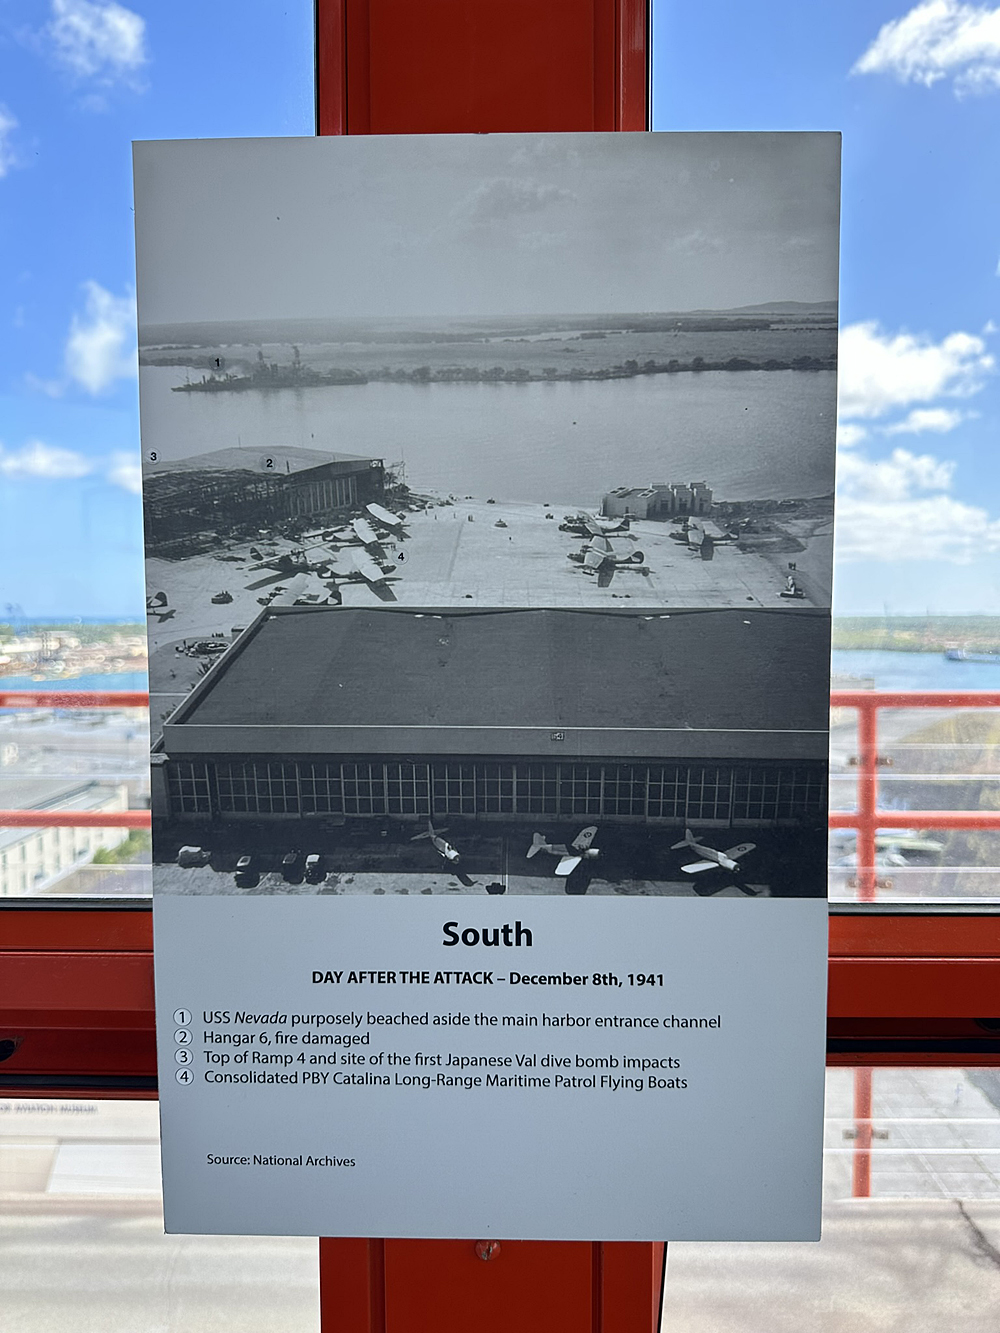 1
3
2
4
South
DAY AFTER THE ATTACK – December 8th, 1941
1 USS Nevada purposely beached aside the main harbor entrance channel
2 Hangar 6, fire damaged
3 Top of Ramp 4 and site of the first Japanese Val dive bomb impacts
4 Consolidated PBY Catalina Long-Range Maritime Patrol Flying Boats
Source: National Archives
AVIATION MUSEUM